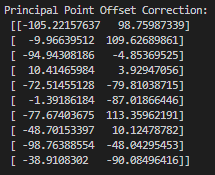 Principal Point Offset Correction:
[[-105.22157637 98.75987339]
[ -9.96639512 109.62689861]
[ -94.94308186 -4.85369525]
[ 10.41465984 3.92947056]
[ -72.51455128 -79.81038715]
[ -1.39186184 -87.01866446]
[ -77.67403675 113.35962191]
[ -48.70153397 10.12478782]
[ -98.76388554 -48.04295453]
[ -38.9108302 -90.08496416]]